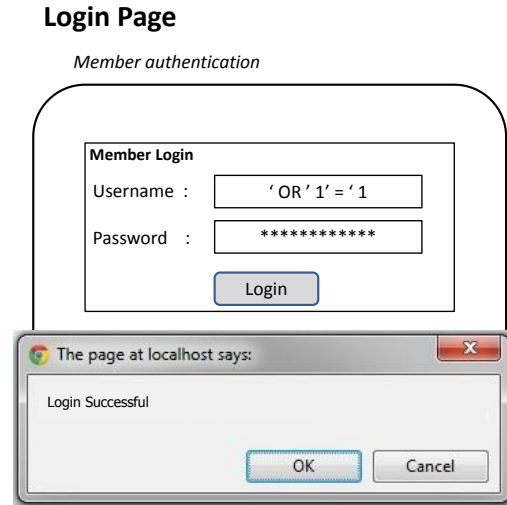 Login Page
Member authentication
Member Login
Username : ‘ OR ’ 1’ = ‘ 1
Password : ************
Login
The page at localhost says:
Login Successful
OK Cancel